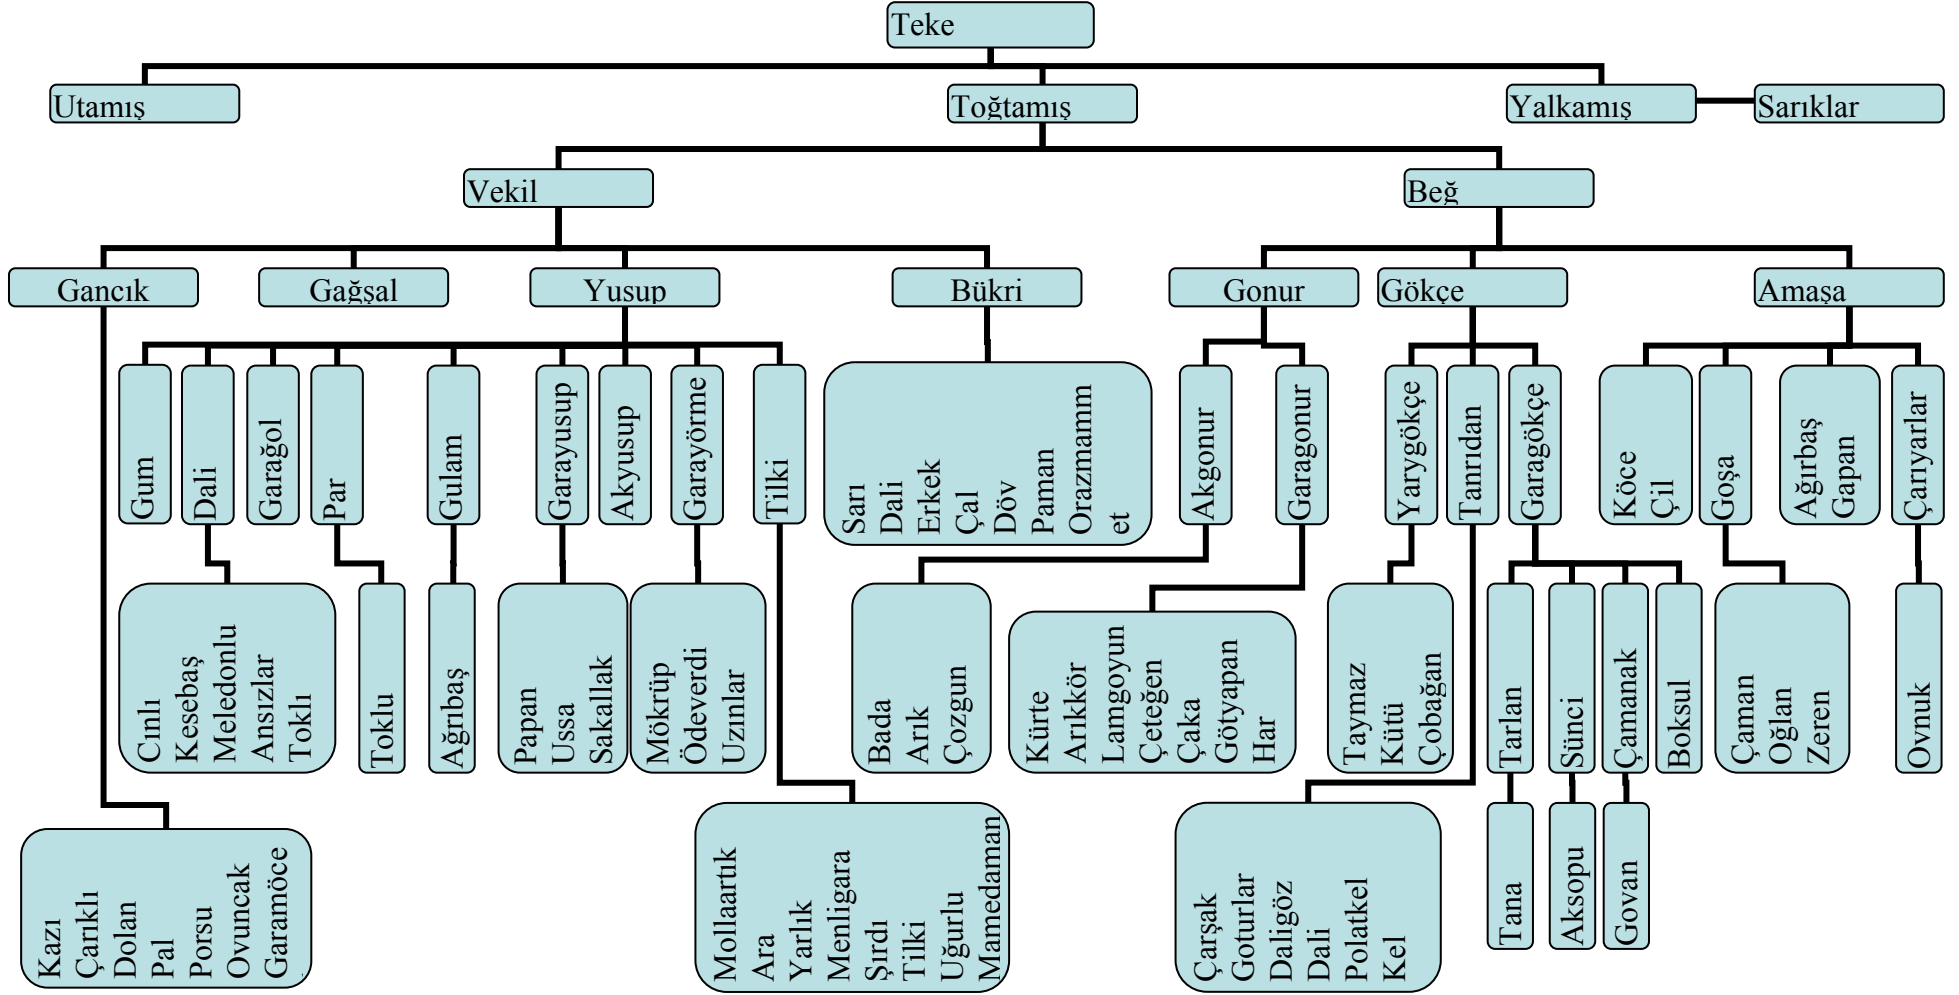 Teke
Utamış
Toğtamış
Yalkamış
Sarıklar
Vekil
Beğ
Gancık
Gağşal
Yusup
Bükri
Gonur
Gökçe
Amaşa
Gum
Dali
Garağol
Par
Gulam
Garayusup
Akyusup
Garayörme
Tilki
Sarı
Dali
Erkek
Çal
Döv
Paman
Orazmamm
et
Akgonur
Garagonur
Yarygökçe
Tanrıdan
Garagökçe
Köce
Çil
Goşa
Ağırbaş
Gapan
Çarıyarlar
Cınlı
Kesebaş
Meledonlu
Ansızlar
Toklı
Toklu
Ağrıbaş
Papan
Ussa
Sakallak
Mökrüp
Ödeverdi
Uzınlar
Bada
Arık
Çozgun
Kürte
Arıkkör
Lamgoyun
Çeteğen
Çaka
Götyapan
Har
Taymaz
Kütü
Çobağan
Tarlan
Sünci
Çamanak
Boksul
Çaman
Oğlan
Zeren
Ovnuk
Kazı
Çarıklı
Dolan
Pal
Porsu
Ovuncak
Garamöce
Mollaartık
Ara
Yarlık
Menligara
Şırdı
Tilki
Uğurlu
Mamedaman
Çarşak
Goturlar
Daligöz
Dali
Polatkel
Kel
Tana
Aksopu
Govan